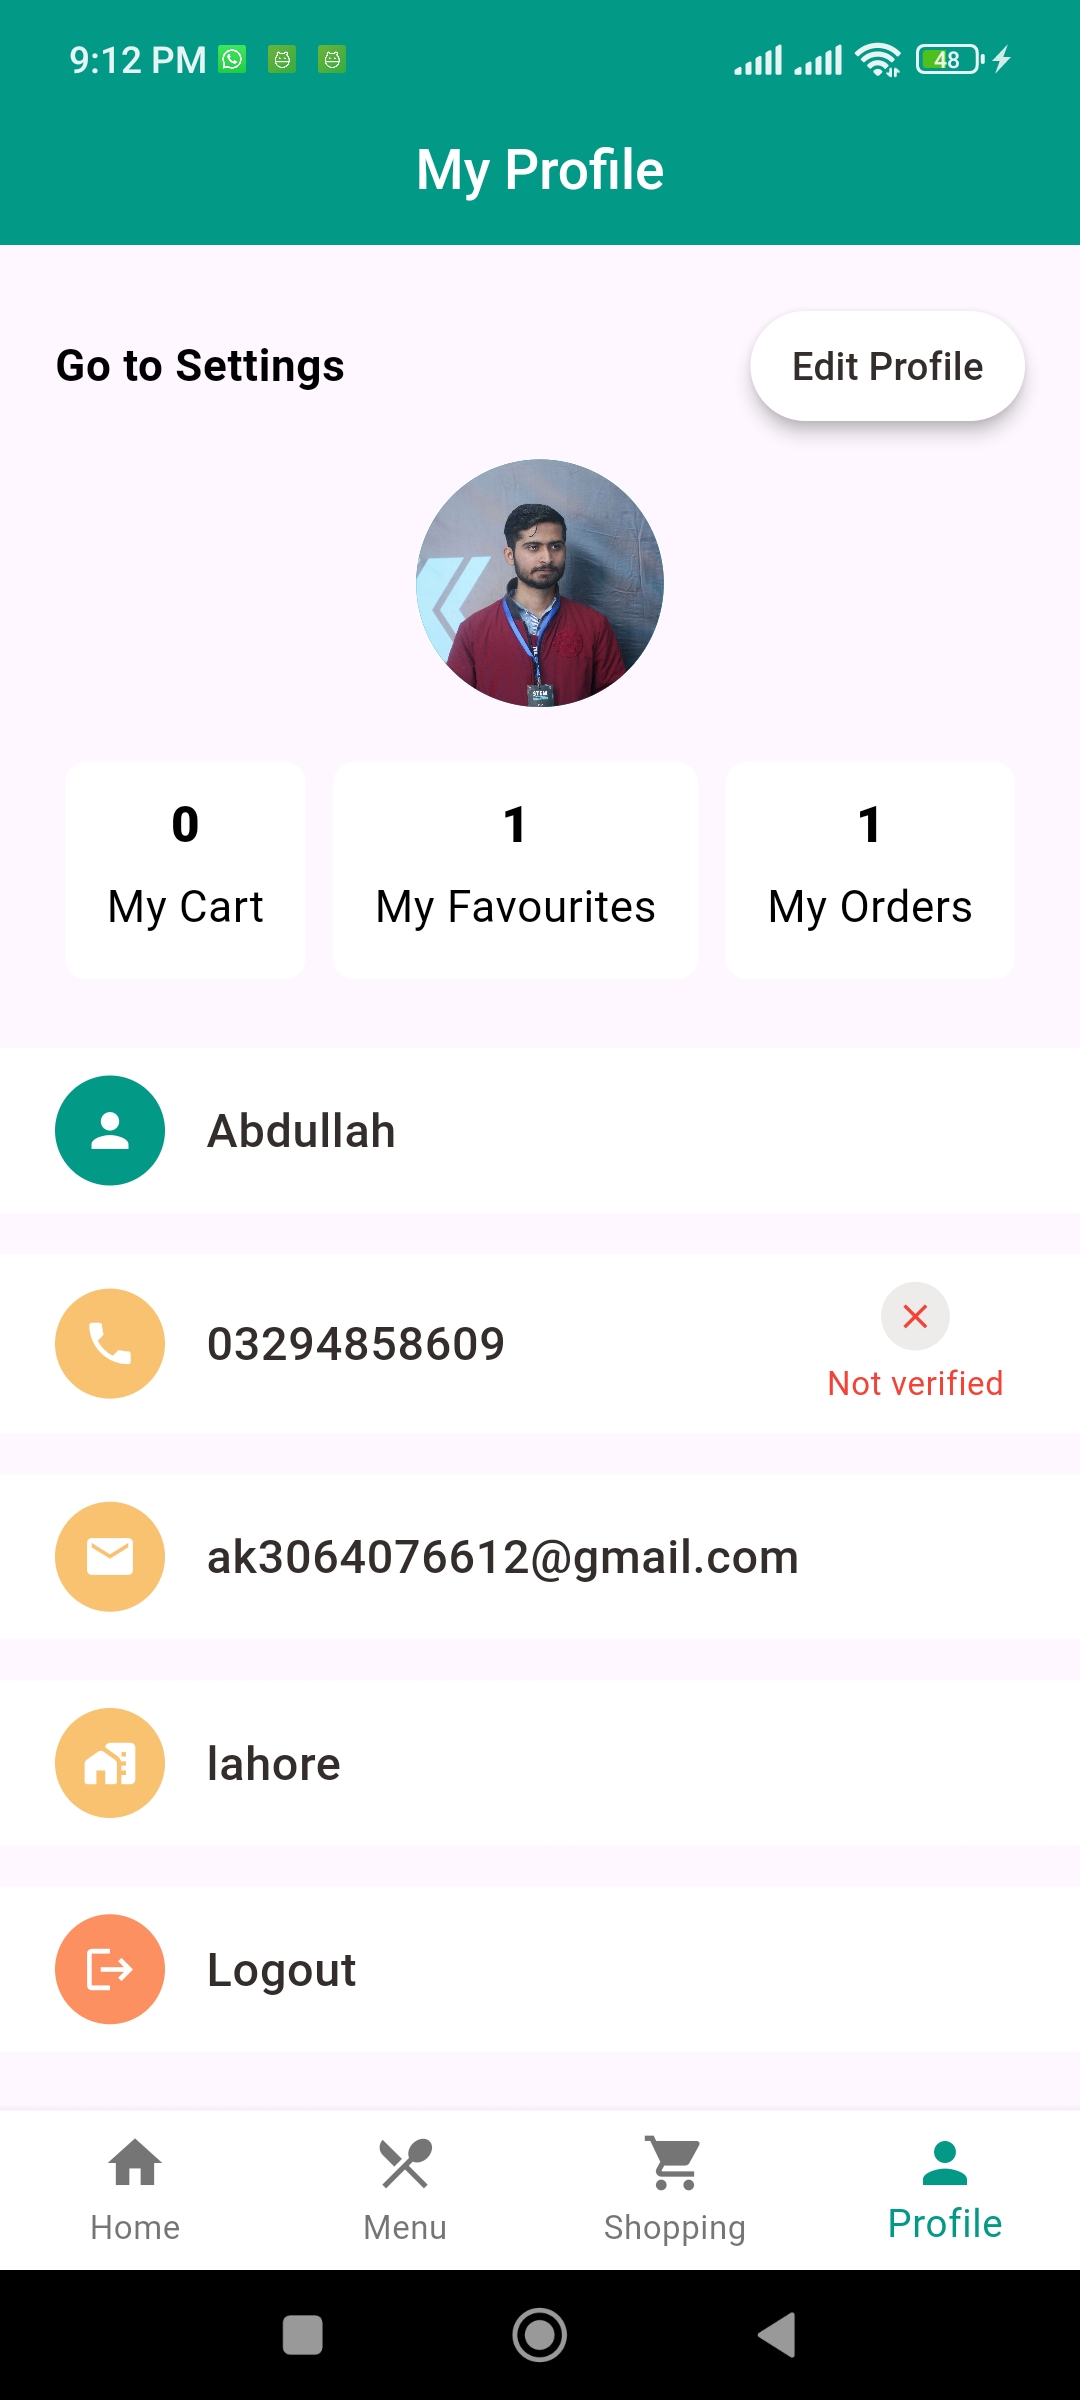 9:12 PM 48
My Profile
Go to Settings
Edit Profile
STEM
0 1 1
My Cart My Favourites My Orders
Abdullah
03294858609
Not verified
ak3064076612@gmail.com
lahore
Logout
Home Menu Shopping Profile